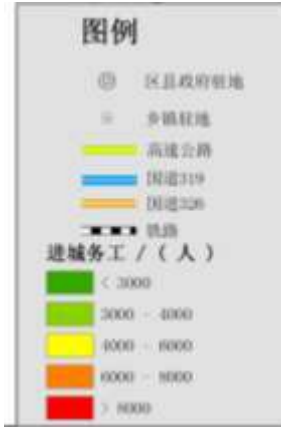 图例
区县政府驻地
乡镇驻地
高速公路
国道319
国道326
铁路
进城务工 / ( 人 )
< 3000
3000 - 4000
4000 - 6000
6000 - 8000
> 8000